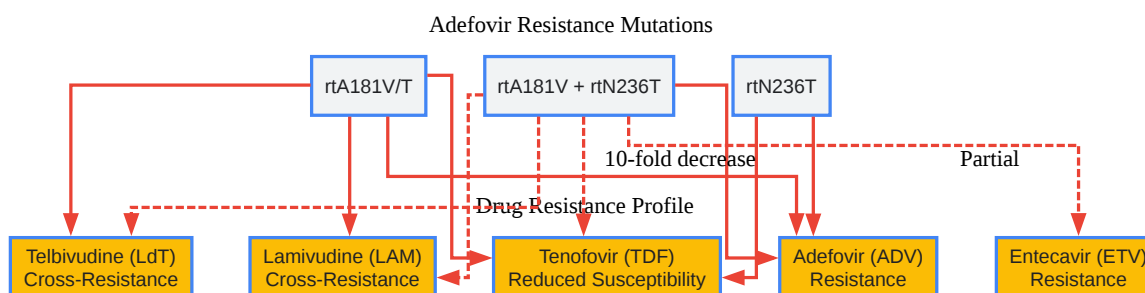 Adefovir Resistance Mutations
rtA181V/T
rtA181V + rtN236T
rtN236T
10-fold decrease
Partial
Drug Resistance Profile
Telbivudine (LdT)
Cross-Resistance
Lamivudine (LAM)
Cross-Resistance
Tenofovir (TDF)
Reduced Susceptibility
Adefovir (ADV)
Resistance
Entecavir (ETV)
Resistance